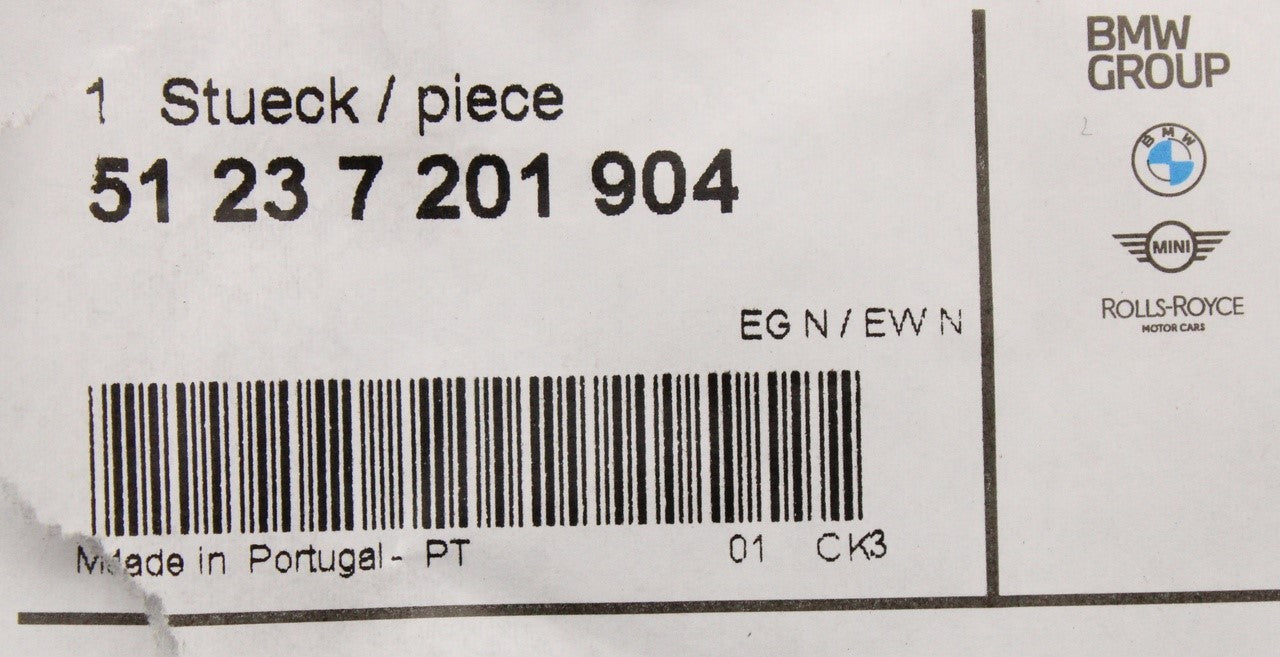 1 Stueck / piece
51 23 7 201 904
EG N / EW N
Made in Portugal - PT
01 CK3
BMW
GROUP
BMW
MINI
ROLLS-ROYCE
MOTOR CARS